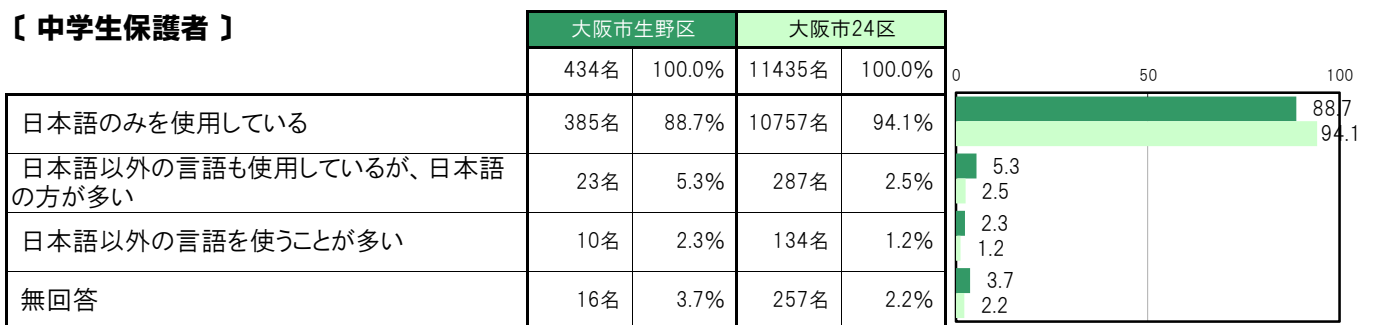 〔 中学生保護者 〕
大阪市生野区 大阪市24区
434名 100.0% 11435名 100.0%
0 50 100
日本語のみを使用している 385名 88.7% 10757名 94.1%
88.7
94.1
日本語以外の言語も使用しているが、日本語
の方が多い
23名 5.3% 287名 2.5%
5.3
2.5
日本語以外の言語を使うことが多い 10名 2.3% 134名 1.2%
2.3
1.2
無回答 16名 3.7% 257名 2.2%
3.7
2.2